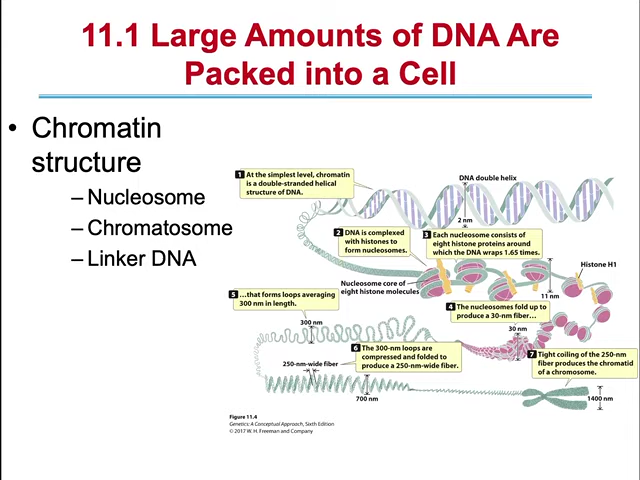 11.1 Large Amounts of DNA Are
Packed into a Cell
• Chromatin
structure
– Nucleosome
– Chromatosome
– Linker DNA
1 At the simplest level, chromatin
is a double-stranded helical
structure of DNA.
DNA double helix
2 nm
2 DNA is complexed
with histones to
form nucleosomes.
3 Each nucleosome consists of
eight histone proteins around
which the DNA wraps 1.65 times.
Histone H1
Nucleosome core of
eight histone molecules
11 nm
5 …that forms loops averaging
300 nm in length.
4 The nucleosomes fold up to
produce a 30-nm fiber…
300 nm
30 nm
6 The 300-nm loops are
compressed and folded to
produce a 250-nm-wide fiber.
7 Tight coiling of the 250-nm
fiber produces the chromatid
of a chromosome.
250-nm-wide fiber
700 nm
1400 nm
Figure 11.4
Genetics: A Conceptual Approach, Sixth Edition
© 2017 W. H. Freeman and Company